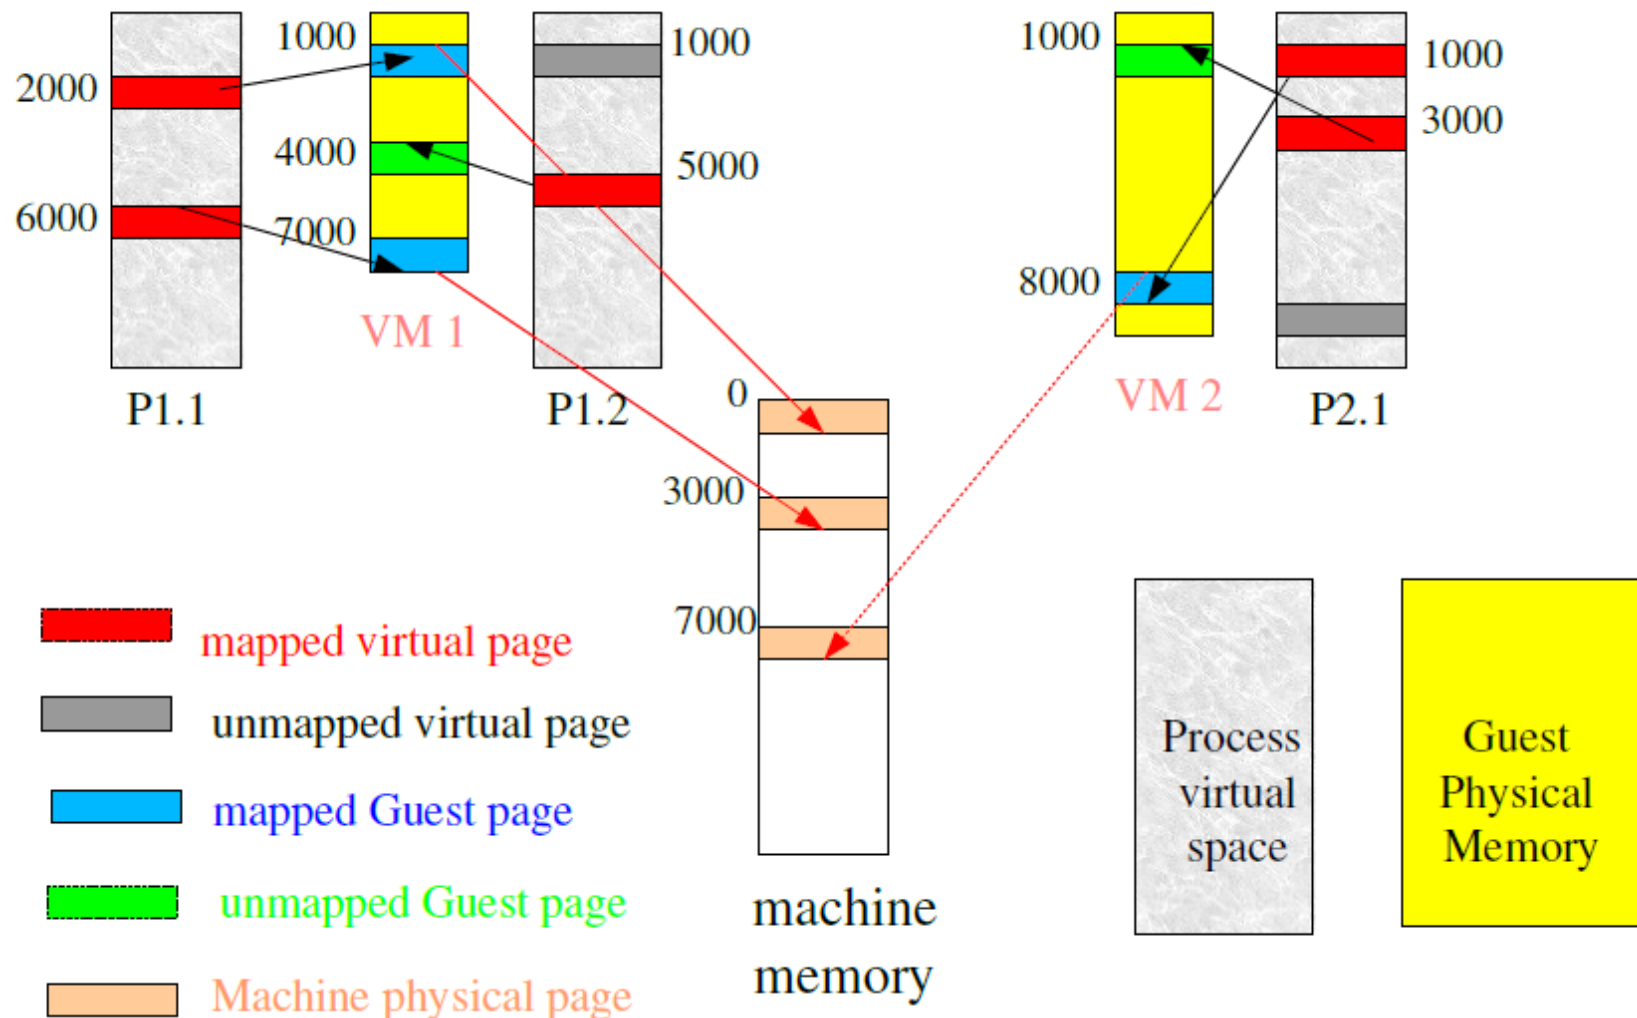 1000
1000
1000
1000
2000
3000
4000
5000
6000
7000
8000
VM 1
P1.1
P1.2
VM 2
P2.1
0
3000
7000
mapped virtual page
unmapped virtual page
mapped Guest page
unmapped Guest page
Machine physical page
machine
memory
Process
virtual
space
Guest
Physical
Memory